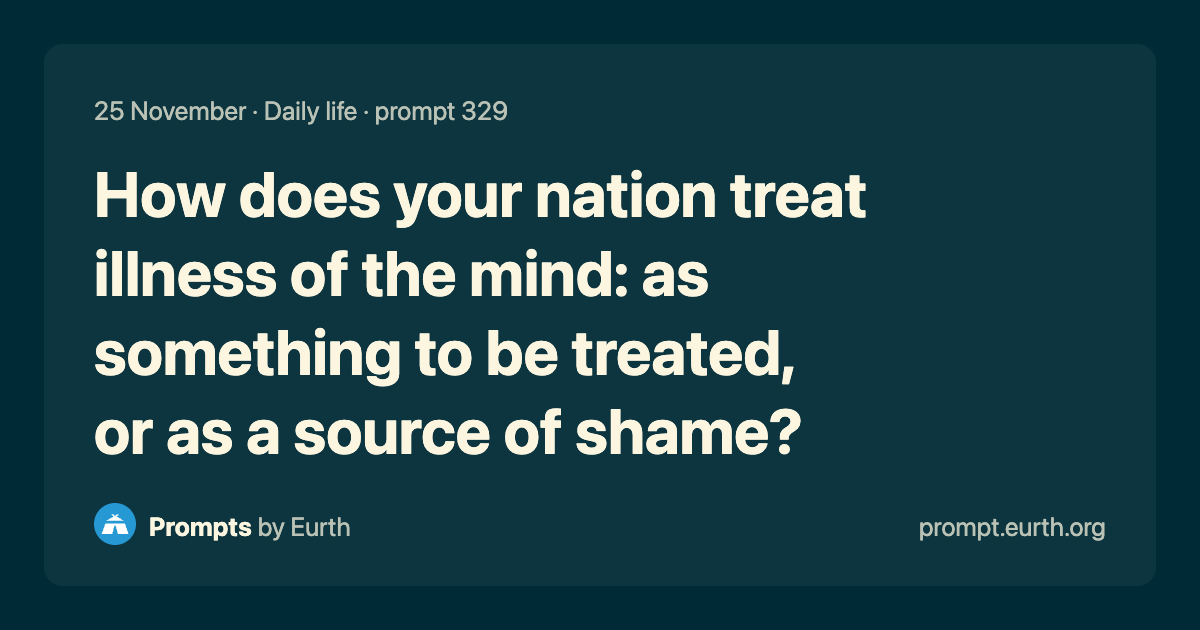 25 November · Daily life · prompt 329
How does your nation treat
illness of the mind: as
something to be treated,
or as a source of shame?
Prompts by Eurth
prompt.eurth.org